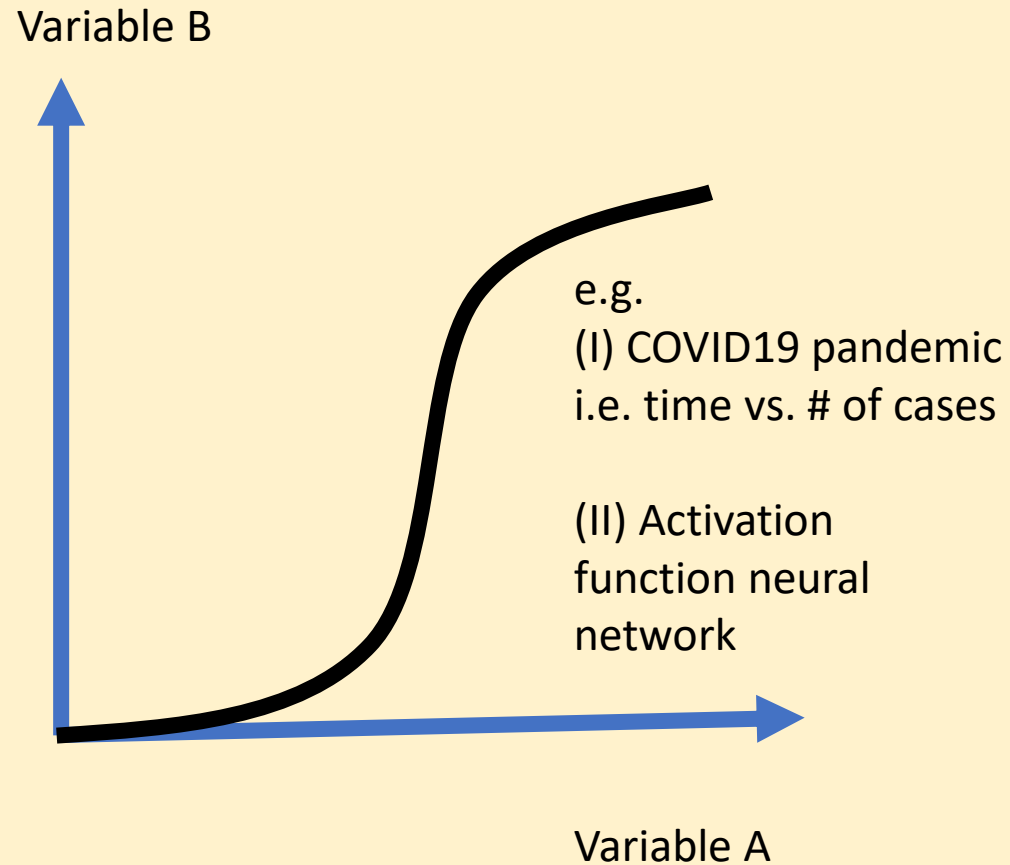 Variable B
e.g.
(I) COVID19 pandemic
i.e. time vs. # of cases
(II) Activation
function neural
network
Variable A